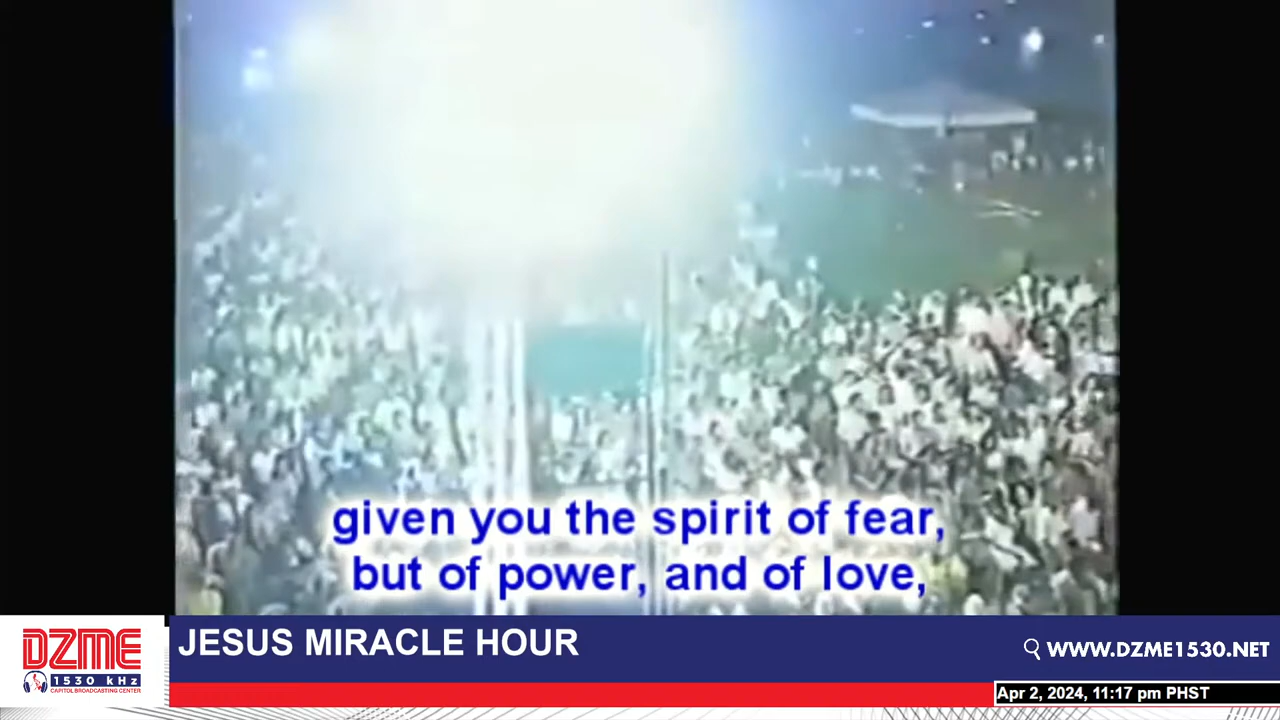 given you the spirit of fear,
but of power, and of love,
DZME
1530 kHz
CAPITOL BROADCASTING CENTER
JESUS MIRACLE HOUR
WWW.DZME1530.NET
Apr 2, 2024, 11:17 pm PHST